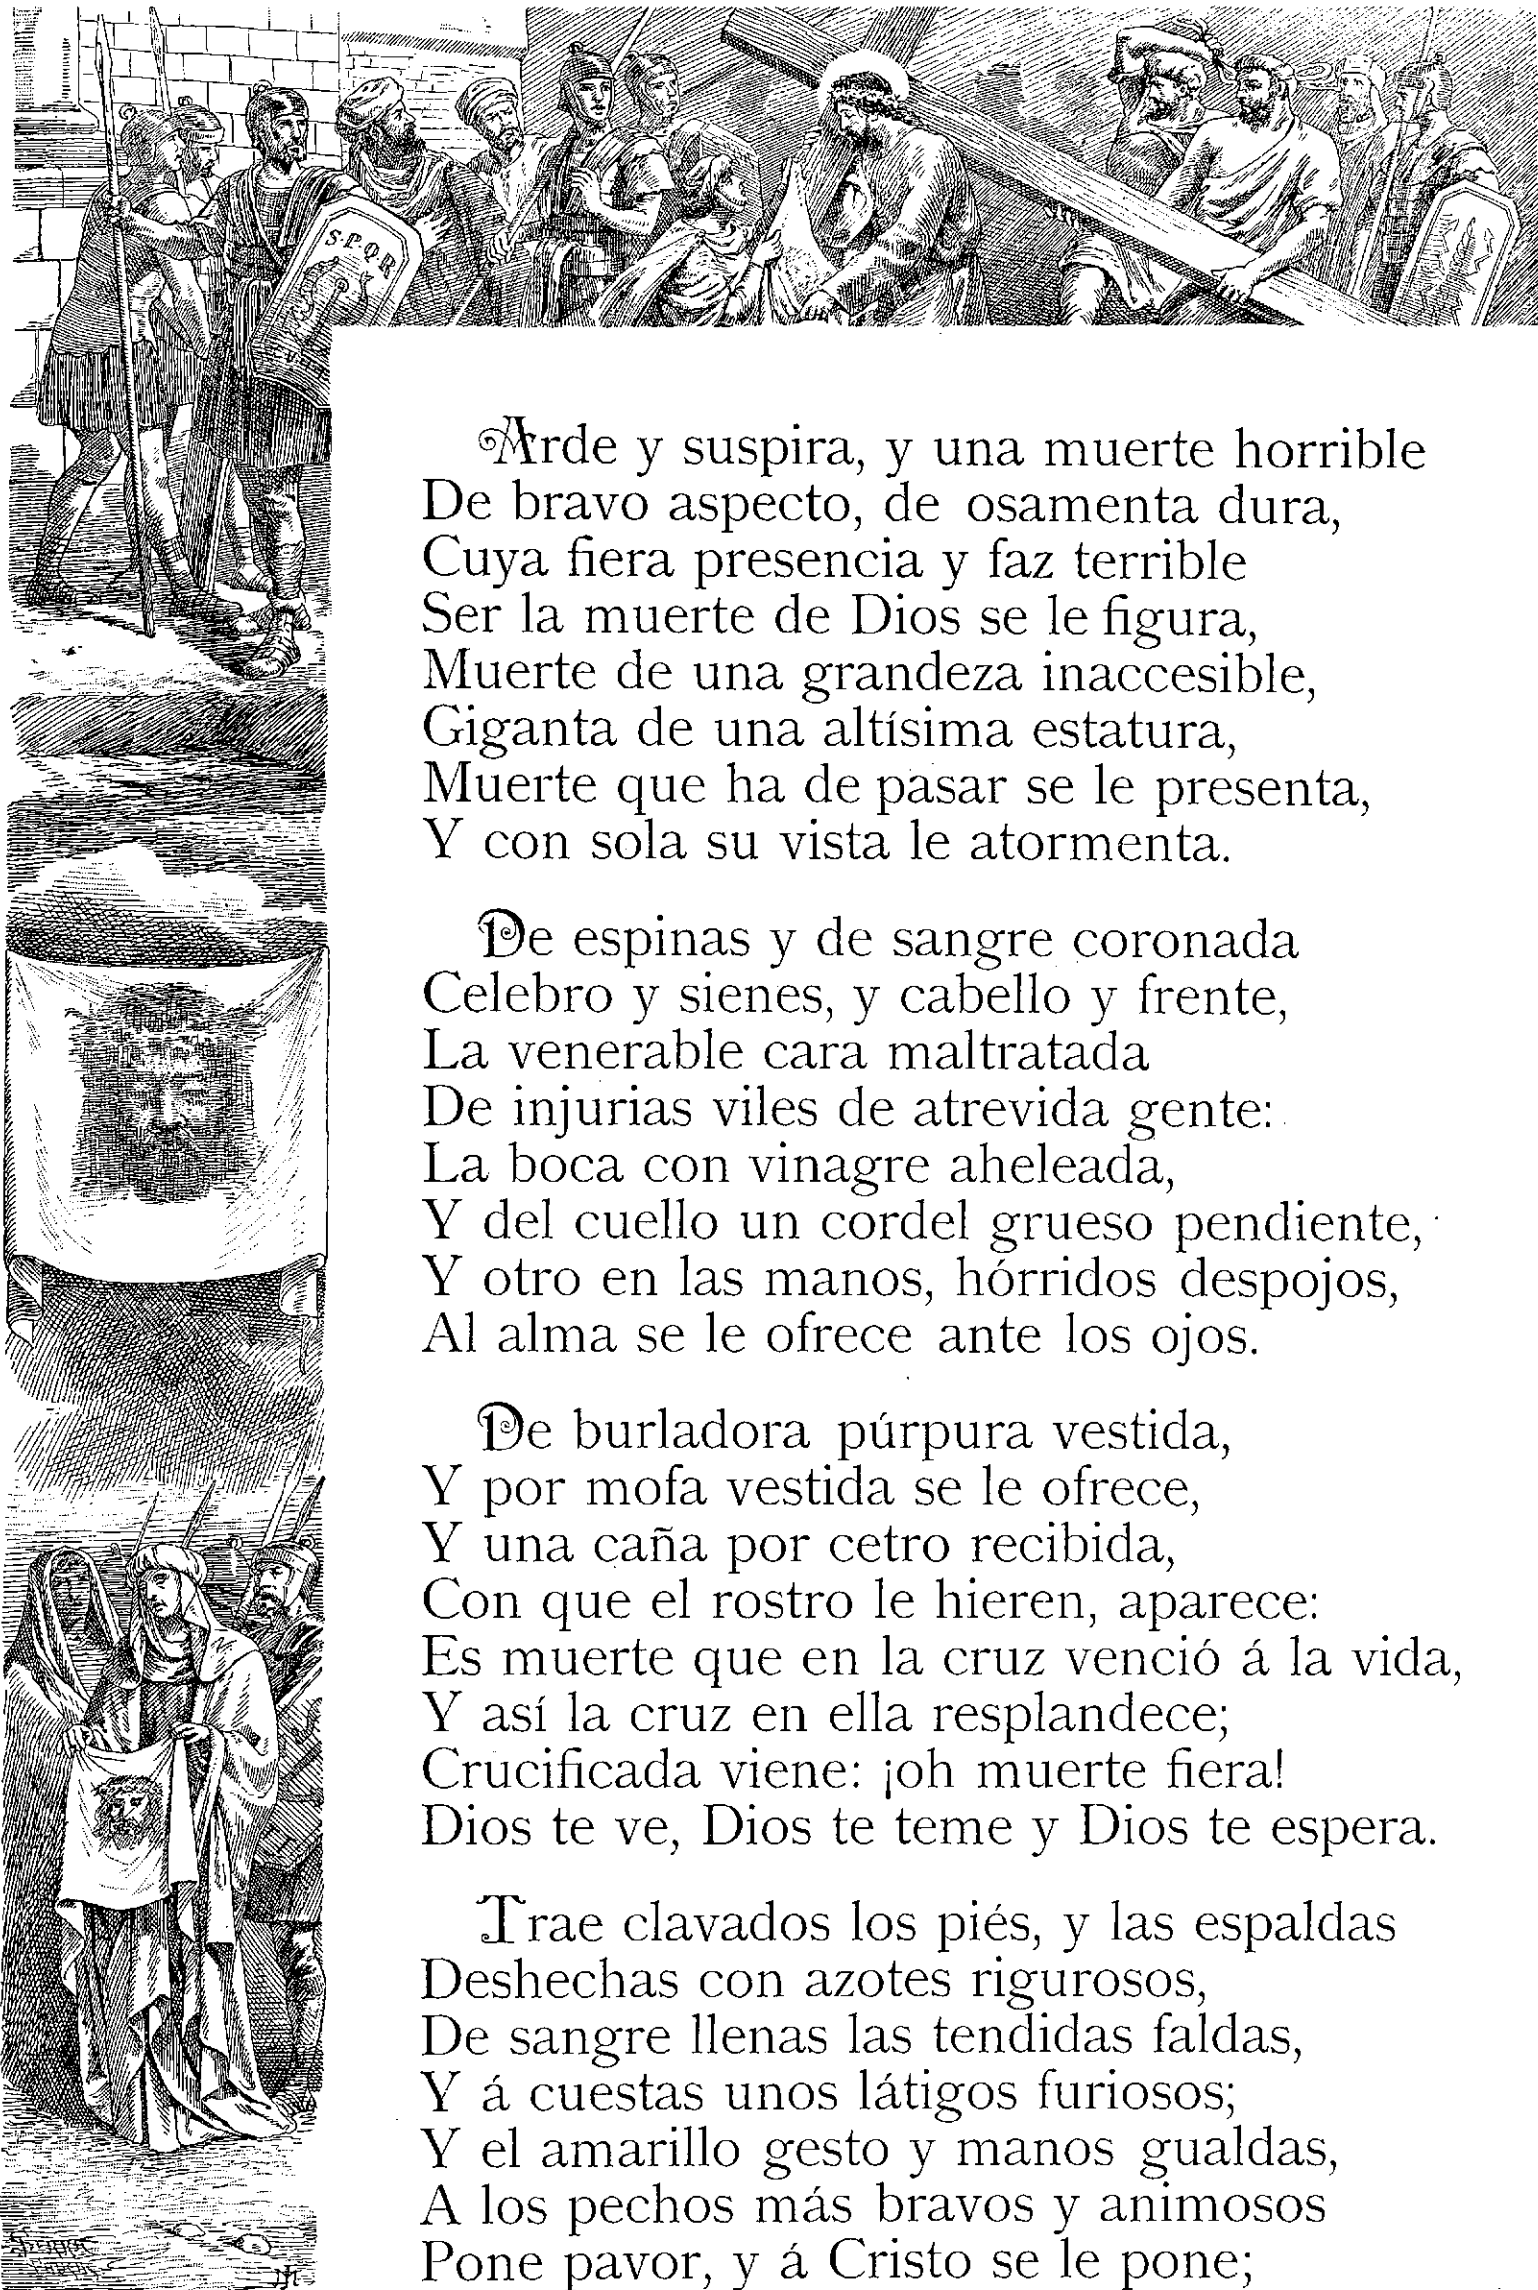 S.P.Q.R
Arde y suspira, y una muerte horrible
De bravo aspecto, de osamenta dura,
Cuya fiera presencia y faz terrible
Ser la muerte de Dios se le figura,
Muerte de una grandeza inaccesible,
Giganta de una altísima estatura,
Muerte que ha de pasar se le presenta,
Y con sola su vista le atormenta.
De espinas y de sangre coronada
Celebro y sienes, y cabello y frente,
La venerable cara maltratada
De injurias viles de atrevida gente:
La boca con vinagre aheleada,
Y del cuello un cordel grueso pendiente,
Y otro en las manos, hórridos despojos,
Al alma se le ofrece ante los ojos.
De burladora púrpura vestida,
Y por mofa vestida se le ofrece,
Y una caña por cetro recibida,
Con que el rostro le hieren, aparece:
Es muerte que en la cruz venció á la vida,
Y así la cruz en ella resplandece;
Crucificada viene: ¡oh muerte fiera!
Dios te ve, Dios te teme y Dios te espera.
Trae clavados los piés, y las espaldas
Deshechas con azotes rigurosos,
De sangre llenas las tendidas faldas,
Y á cuestas unos látigos furiosos;
Y el amarillo gesto y manos gualdas,
A los pechos más bravos y animosos
Pone pavor, y á Cristo se le pone;